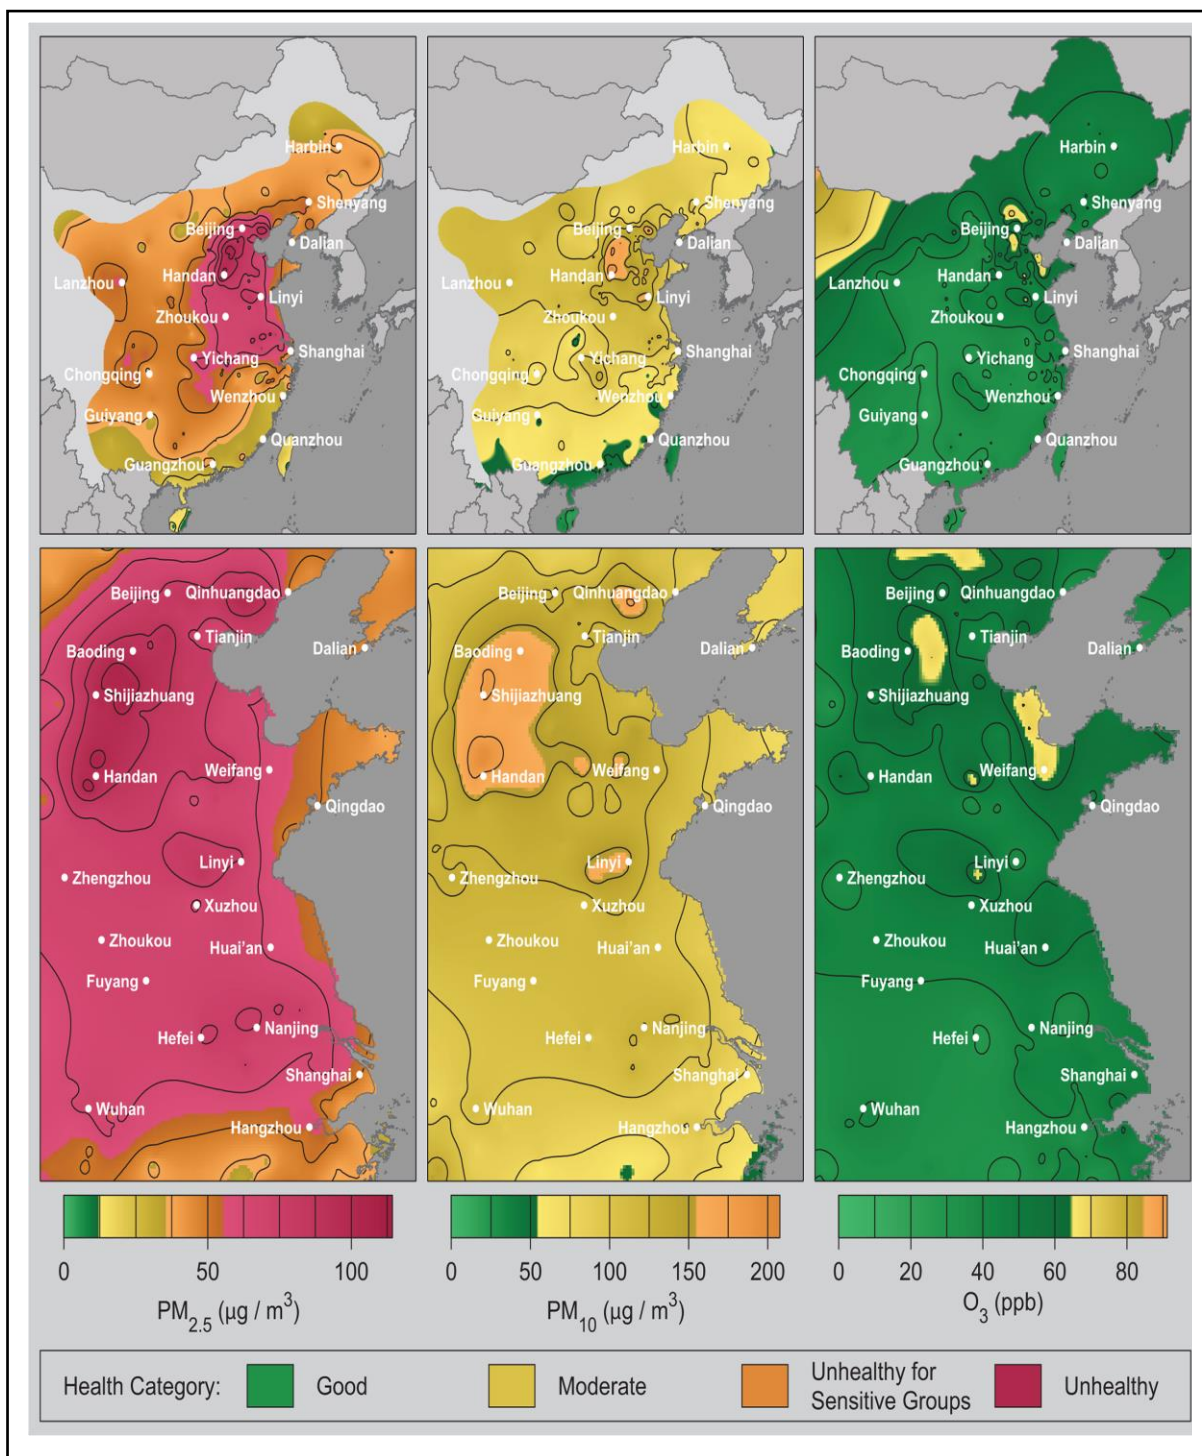 Harbin
Shenyang
Beijing
Dalian
Handan
Lanzhou
Linyi
Zhoukou
Yichang
Shanghai
Chongqing
Wenzhou
Guiyang
Quanzhou
Guangzhou
Harbin
Shenyang
Beijing
Dalian
Handan
Lanzhou
Linyi
Zhoukou
Yichang
Shanghai
Chongqing
Wenzhou
Guiyang
Quanzhou
Guangzhou
Harbin
Shenyang
Beijing
Dalian
Handan
Lanzhou
Linyi
Zhoukou
Yichang
Shanghai
Chongqing
Wenzhou
Guiyang
Quanzhou
Guangzhou
Beijing
Qinhuangdao
Tianjin
Baoding
Dalian
Shijiazhuang
Handan
Weifang
Qingdao
Linyi
Zhengzhou
Xuzhou
Zhoukou
Huai'an
Fuyang
Nanjing
Hefei
Shanghai
Wuhan
Hangzhou
Beijing
Qinhuangdao
Tianjin
Baoding
Dalian
Shijiazhuang
Handan
Weifang
Qingdao
Linyi
Zhengzhou
Xuzhou
Zhoukou
Huai'an
Fuyang
Nanjing
Hefei
Shanghai
Wuhan
Hangzhou
Beijing
Qinhuangdao
Tianjin
Baoding
Dalian
Shijiazhuang
Handan
Weifang
Qingdao
Linyi
Zhengzhou
Xuzhou
Zhoukou
Huai'an
Fuyang
Nanjing
Hefei
Shanghai
Wuhan
Hangzhou
0 50 100
PM2.5 (µg / m3)
0 50 100 150 200
PM10 (µg / m3)
0 20 40 60 80
O3 (ppb)
Health Category:
Good
Moderate
Unhealthy for
Sensitive Groups
Unhealthy